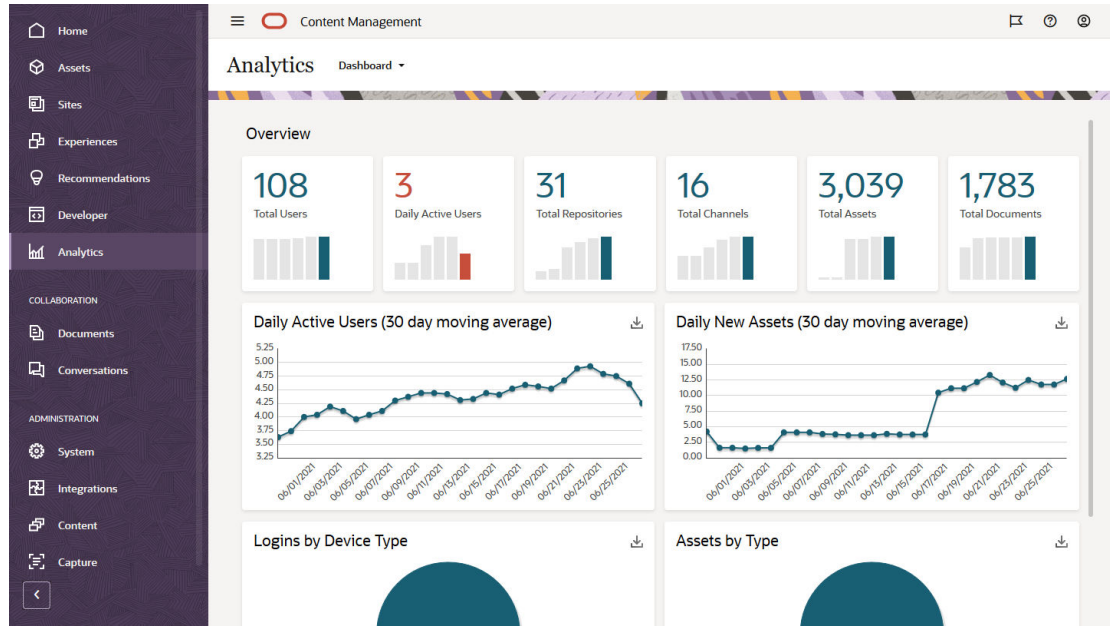 Home
Assets
Sites
Experiences
Recommendations
Developer
Analytics
COLLABORATION
Documents
Conversations
ADMINISTRATION
System
Integrations
Content
Capture
Content Management
Analytics Dashboard
Overview
108
Total Users
3
Daily Active Users
31
Total Repositories
16
Total Channels
3,039
Total Assets
1,783
Total Documents
Daily Active Users (30 day moving average)
5.25
5.00
4.75
4.50
4.25
4.00
3.75
3.50
3.25
06/01/2021 06/03/2021 06/05/2021 06/07/2021 06/09/2021 06/11/2021 06/13/2021 06/15/2021 06/17/2021 06/19/2021 06/21/2021 06/23/2021 06/25/2021
Daily New Assets (30 day moving average)
17.50
15.00
12.50
10.00
7.50
5.00
2.50
0.00
06/01/2021 06/03/2021 06/05/2021 06/07/2021 06/09/2021 06/11/2021 06/13/2021 06/15/2021 06/17/2021 06/19/2021 06/21/2021 06/23/2021 06/25/2021
Logins by Device Type
Assets by Type